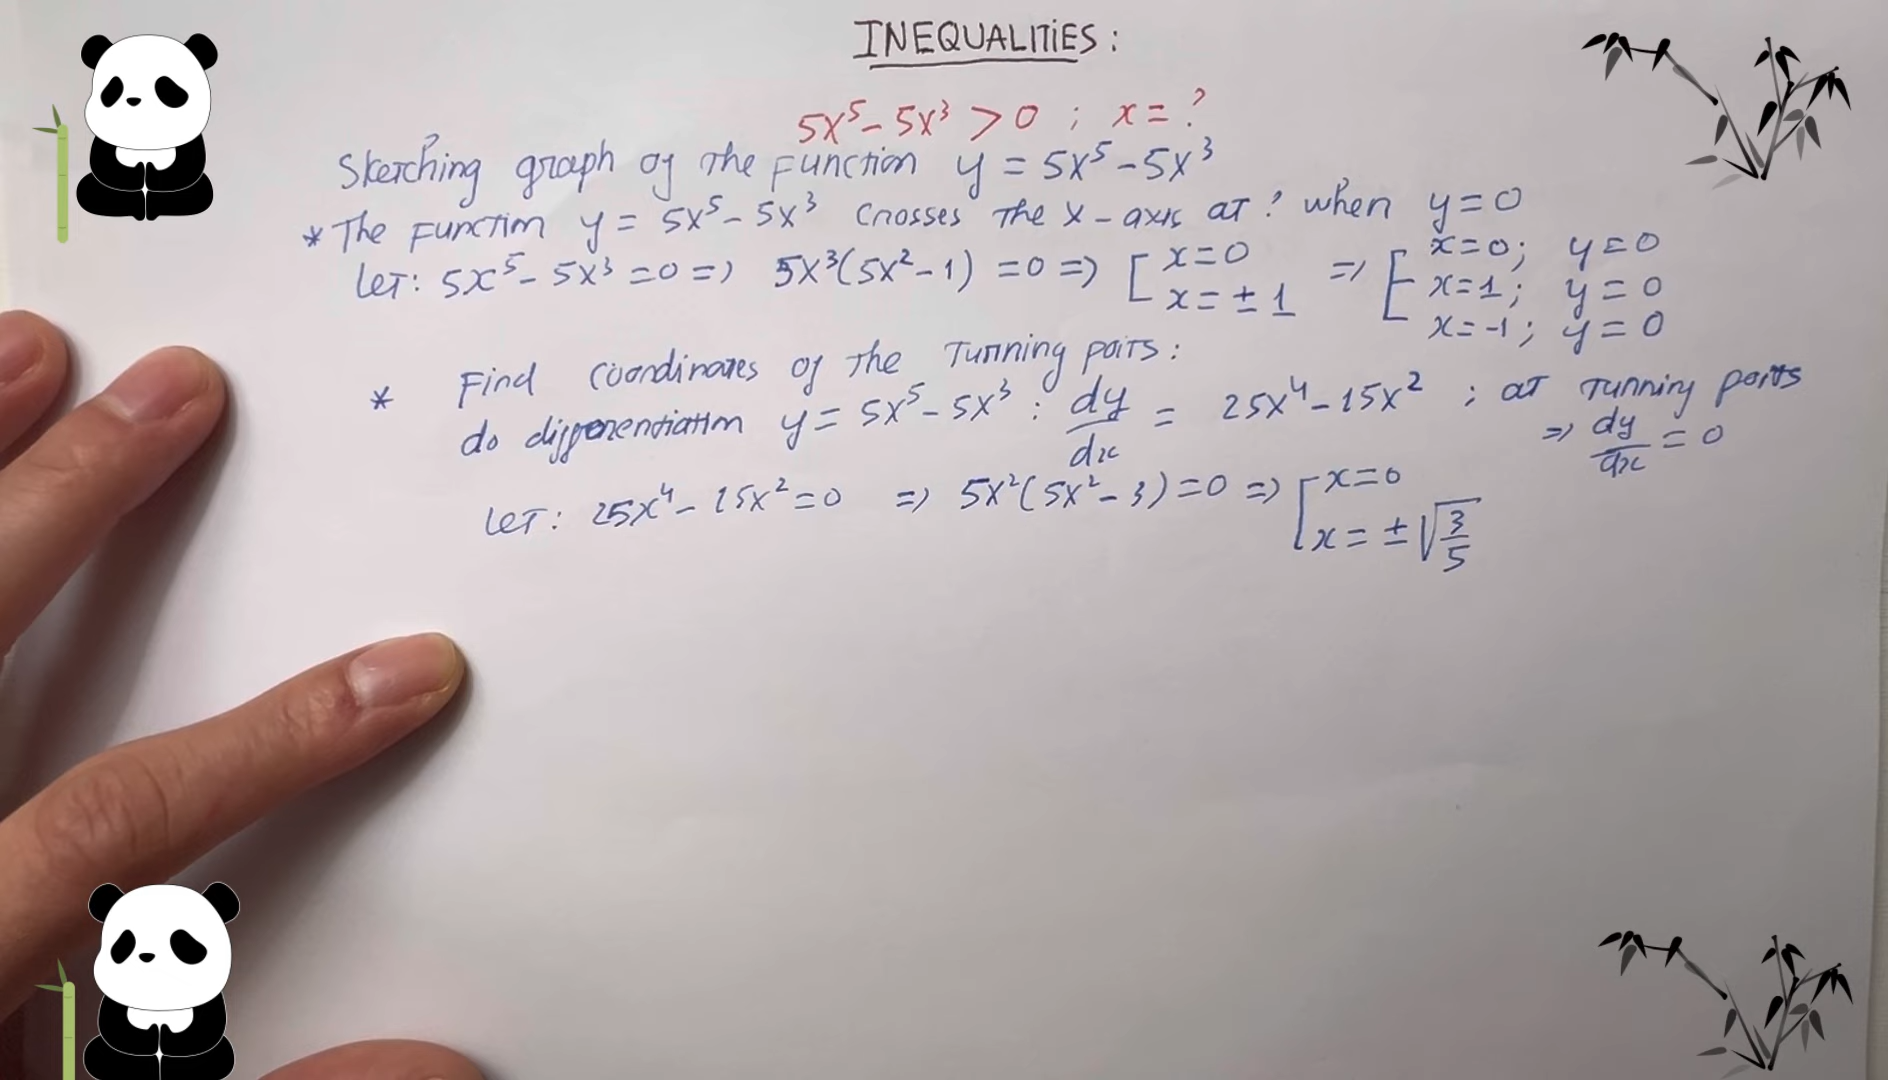 INEQUALITIES:
5x⁵ - 5x³ > 0 ; x = ?
Sketching graph of the function y = 5x⁵ - 5x³
* The function y = 5x⁵ - 5x³ crosses the x-axis at? when y = 0
Let: 5x⁵ - 5x³ = 0 => 5x³(5x² - 1) = 0 => [ x = 0 x = ± 1 => [ x = 0; y = 0
x = 1; y = 0
x = -1; y = 0
* Find coordinates of the turning poits:
do differentiation y = 5x⁵ - 5x³ : dy/dx = 25x⁴ - 15x² ; at turning poits
=> dy/dx = 0
Let: 25x⁴ - 15x² = 0 => 5x²(5x² - 3) = 0 => [ x = 0
x = ± √(3/5)